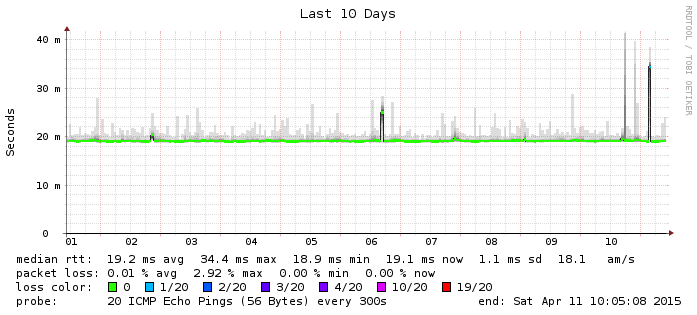 Last 10 Days
RRDTOOL / TOBI OETIKER
Seconds
40 m
30 m
20 m
10 m
0
01 02 03 04 05 06 07 08 09 10
median rtt: 19.2 ms avg 34.4 ms max 18.9 ms min 19.1 ms now 1.1 ms sd 18.1 am/s
packet loss: 0.01 % avg 2.92 % max 0.00 % min 0.00 % now
loss color: 0 1/20 2/20 3/20 4/20 10/20 19/20
probe: 20 ICMP Echo Pings (56 Bytes) every 300s end: Sat Apr 11 10:05:08 2015